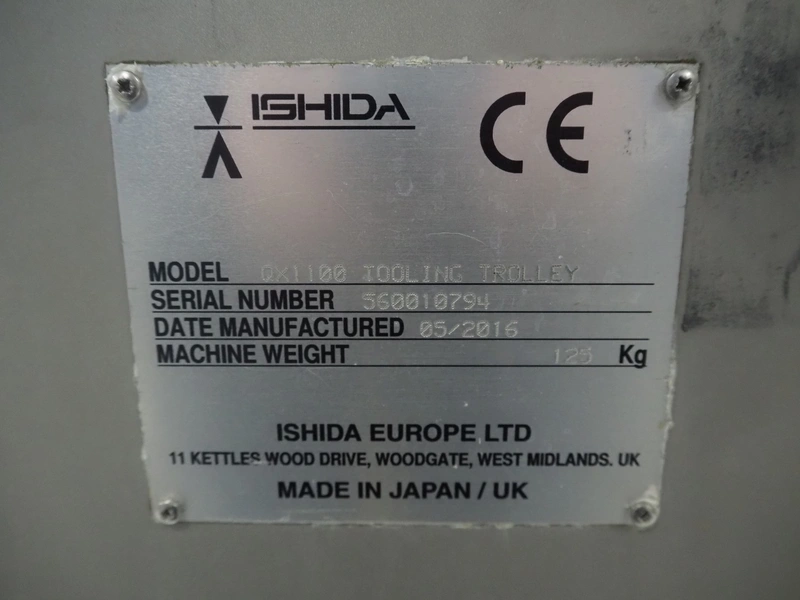 ISHIDA CE
MODEL QX1100 TOOLING TROLLEY
SERIAL NUMBER 560010794
DATE MANUFACTURED 05/2016
MACHINE WEIGHT 125 Kg
ISHIDA EUROPE LTD
11 KETTLES WOOD DRIVE, WOODGATE, WEST MIDLANDS. UK
MADE IN JAPAN / UK